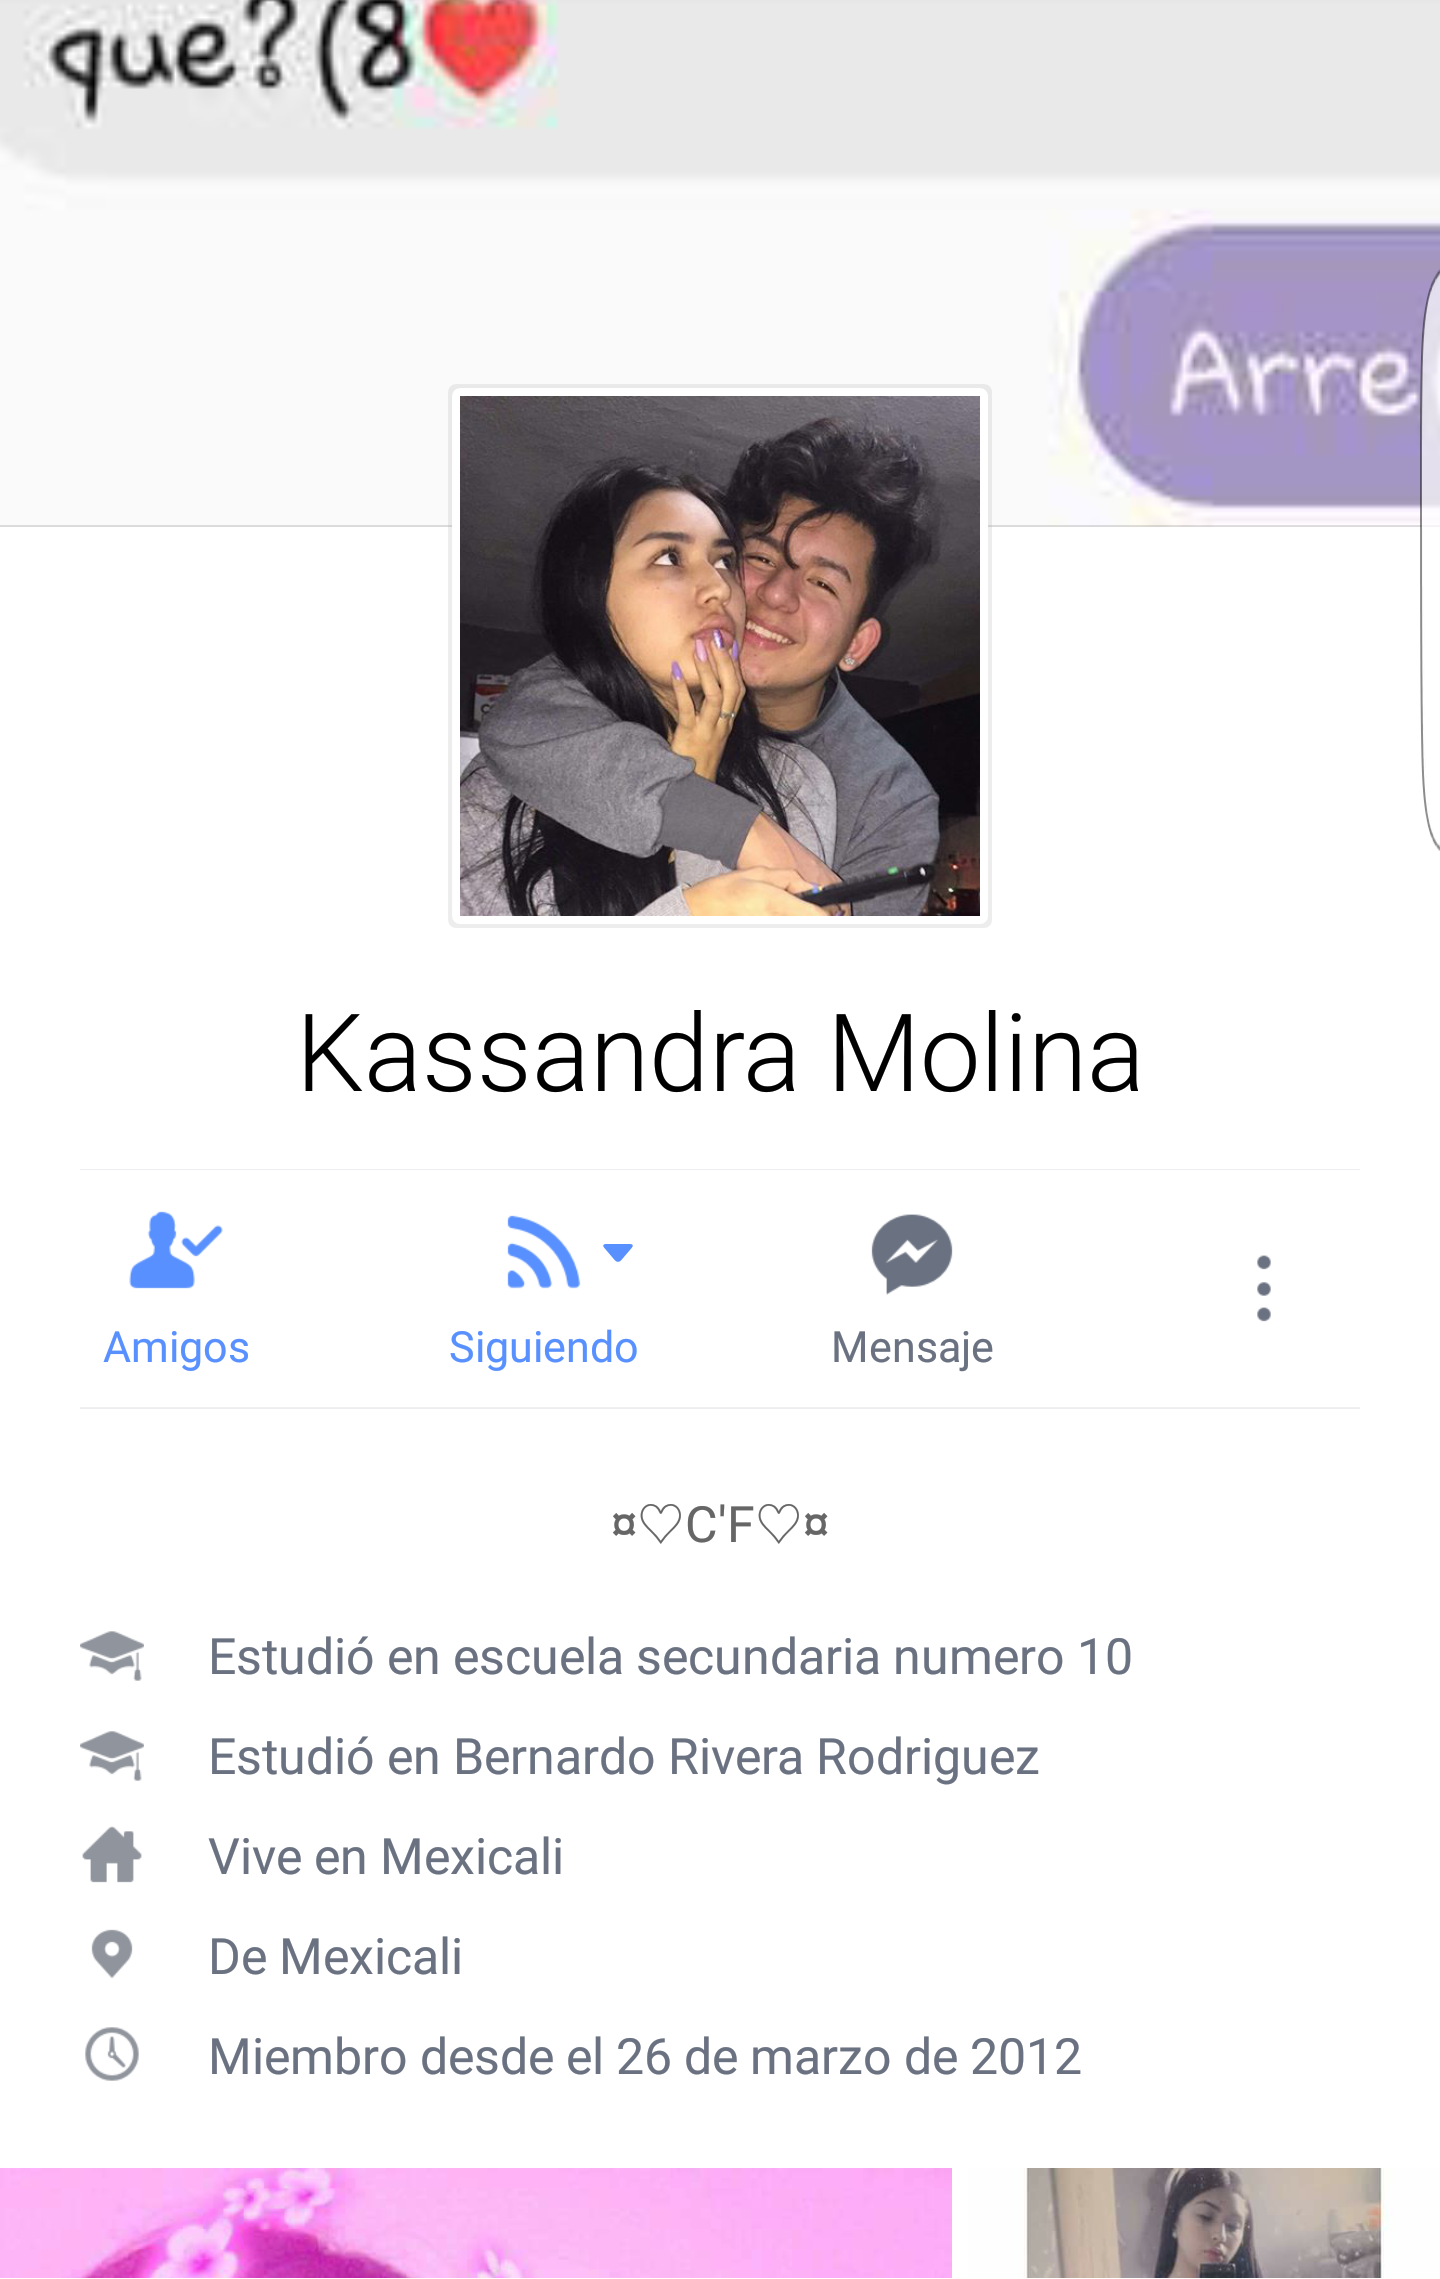 que?(8❤
Arre
Kassandra Molina
Amigos
Siguiendo
Mensaje
¤♡C'F♡¤
Estudió en escuela secundaria numero 10
Estudió en Bernardo Rivera Rodriguez
Vive en Mexicali
De Mexicali
Miembro desde el 26 de marzo de 2012